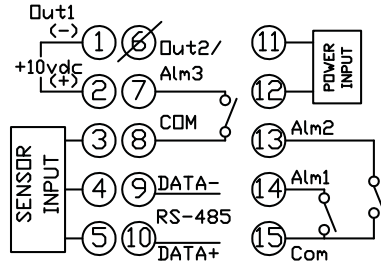 Out1
(-) 1 6 Out2/ 11
+10vdc
(+) 2 7 Alm3 12
POWER INPUT
COM
3 8 13 Alm2
SENSOR INPUT
4 9 DATA- 14 Alm1
RS-485
5 10 DATA+ 15 Com